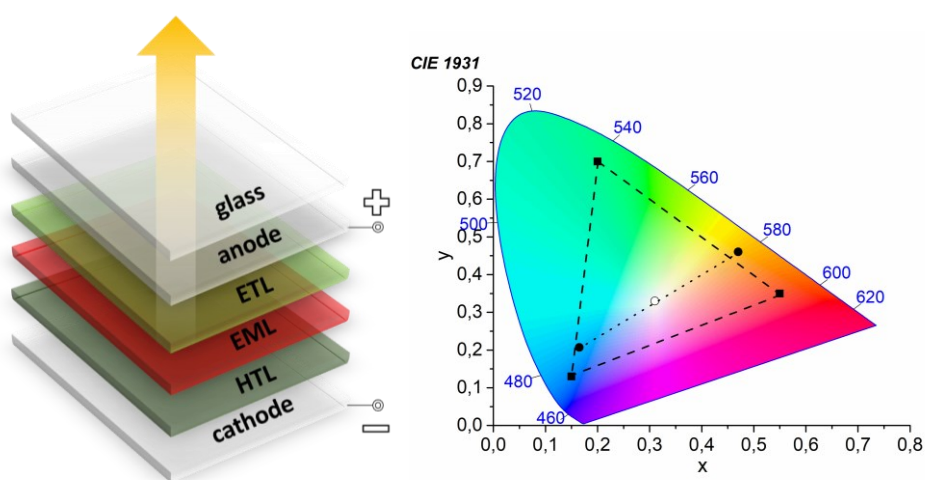 glass
anode
ETL
EML
HTL
cathode
CIE 1931
0,9
0,8
0,7
0,6
0,5
0,4
0,3
0,2
0,1
0,0
y
520
540
560
500
580
600
620
480
460
0,0 0,1 0,2 0,3 0,4 0,5 0,6 0,7 0,8
x